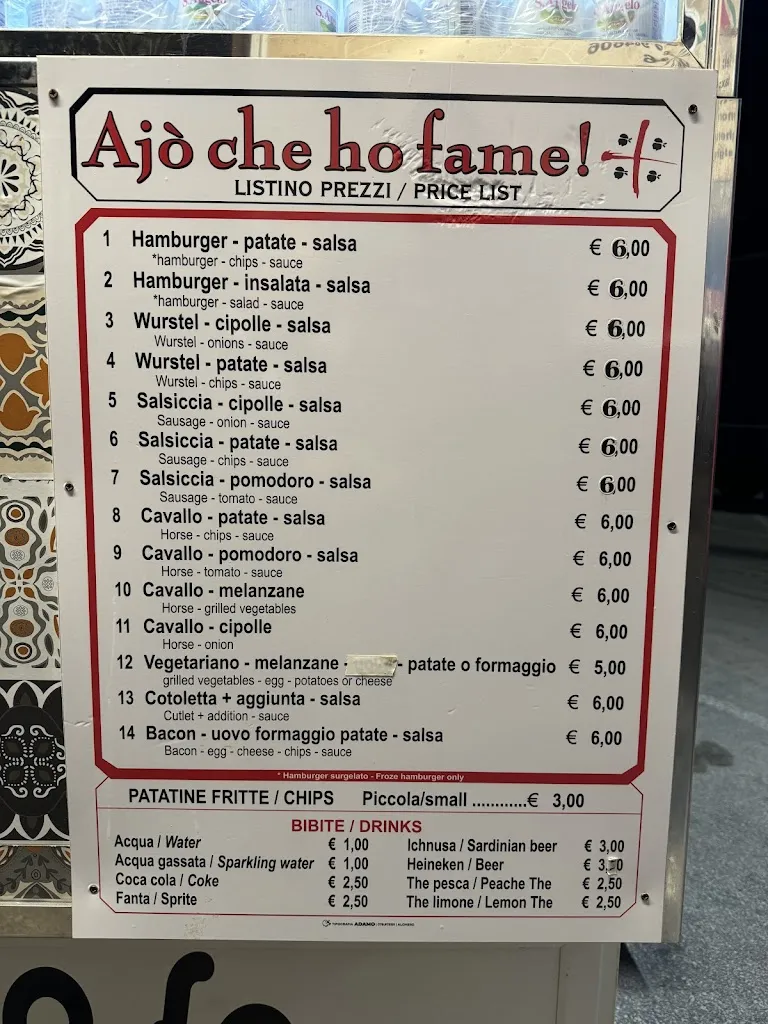 Ajò che ho fame!
LISTINO PREZZI / PRICE LIST
1 Hamburger - patate - salsa € 6,00
*hamburger - chips - sauce
2 Hamburger - insalata - salsa € 6,00
*hamburger - salad - sauce
3 Wurstel - cipolle - salsa € 6,00
Wurstel - onions - sauce
4 Wurstel - patate - salsa € 6,00
Wurstel - chips - sauce
5 Salsiccia - cipolle - salsa € 6,00
Sausage - onion - sauce
6 Salsiccia - patate - salsa € 6,00
Sausage - chips - sauce
7 Salsiccia - pomodoro - salsa € 6,00
Sausage - tomato - sauce
8 Cavallo - patate - salsa € 6,00
Horse - chips - sauce
9 Cavallo - pomodoro - salsa € 6,00
Horse - tomato - sauce
10 Cavallo - melanzane € 6,00
Horse - grilled vegetables
11 Cavallo - cipolle € 6,00
Horse - onion
12 Vegetariano - melanzane - - patate o formaggio € 5,00
grilled vegetables - egg - potatoes or cheese
13 Cotoletta + aggiunta - salsa € 6,00
Cutlet + addition - sauce
14 Bacon - uovo formaggio patate - salsa € 6,00
Bacon - egg - cheese - chips - sauce
* Hamburger surgelato - Froze hamburger only
PATATINE FRITTE / CHIPS Piccola/small ............€ 3,00
BIBITE / DRINKS
Acqua / Water € 1,00
Acqua gassata / Sparkling water € 1,00
Coca cola / Coke € 2,50
Fanta / Sprite € 2,50
Ichnusa / Sardinian beer € 3,00
Heineken / Beer € 3,
The pesca / Peache The € 2,50
The limone / Lemon The € 2,50
TIPOGRAFIA ADAMO